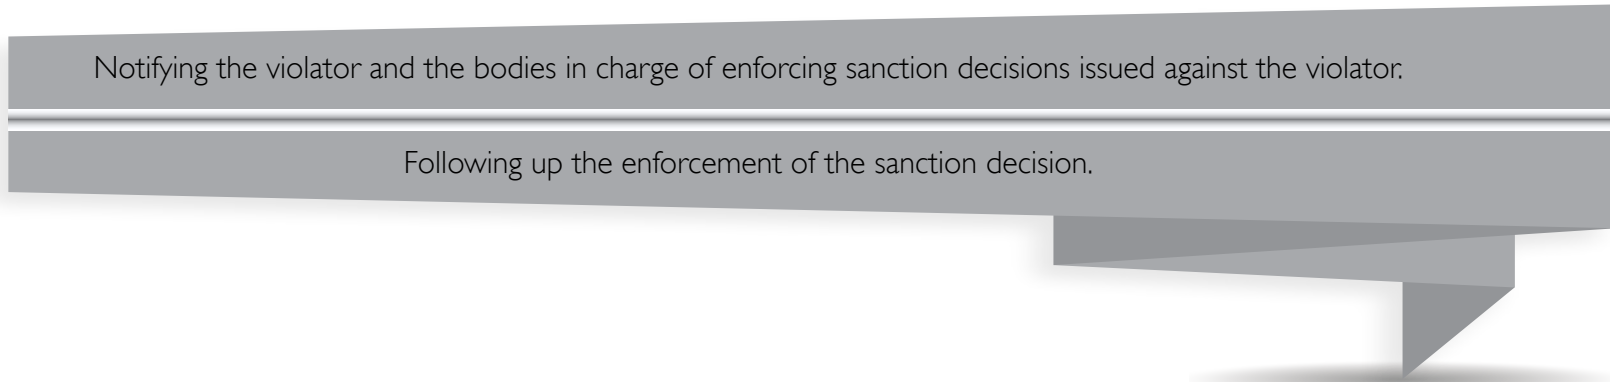 Notifying the violator and the bodies in charge of enforcing sanction decisions issued against the violator.
Following up the enforcement of the sanction decision.